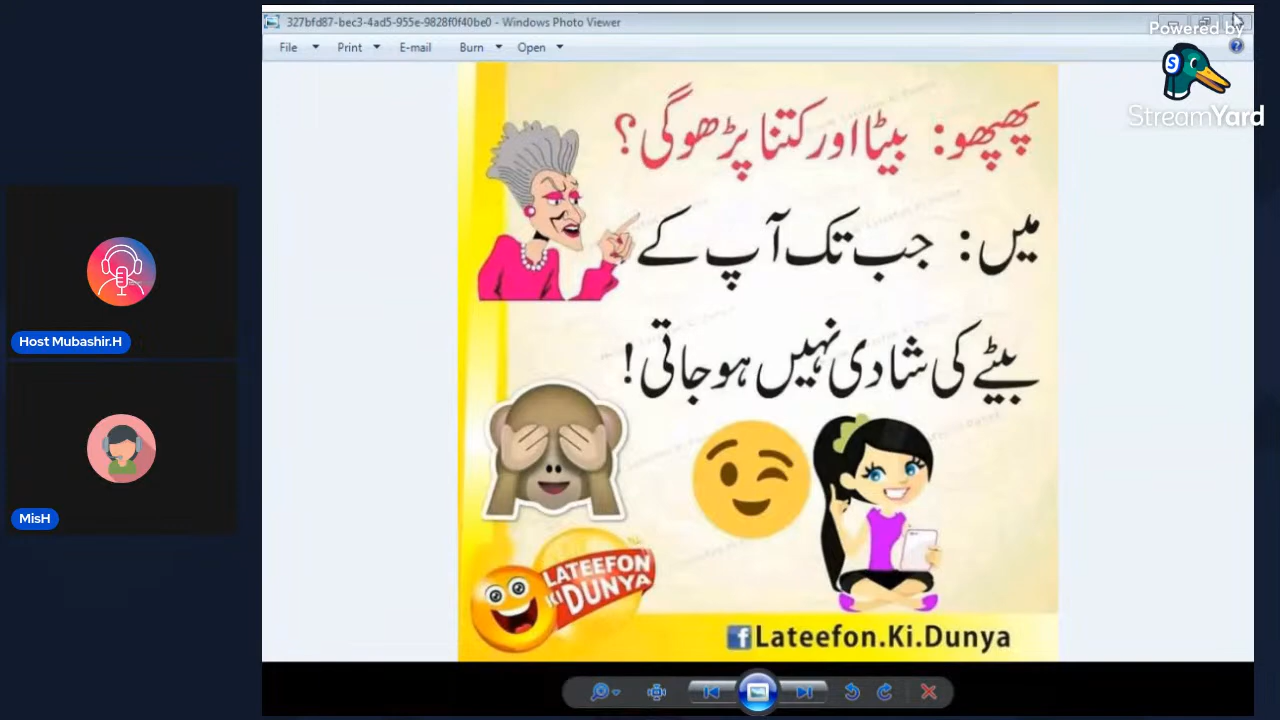 327bfd87-bec3-4ad5-955e-9828f0f40be0 - Windows Photo Viewer
Powered by
StreamYard
File Print E-mail Burn Open
پھپھو: بیٹا اور کتنا پڑھو گی؟
میں: جب تک آپ کے
بیٹے کی شادی نہیں ہو جاتی!
Host Mubashir.H
MisH
LATEEFON
KI DUNYA
Lateefon.Ki.Dunya